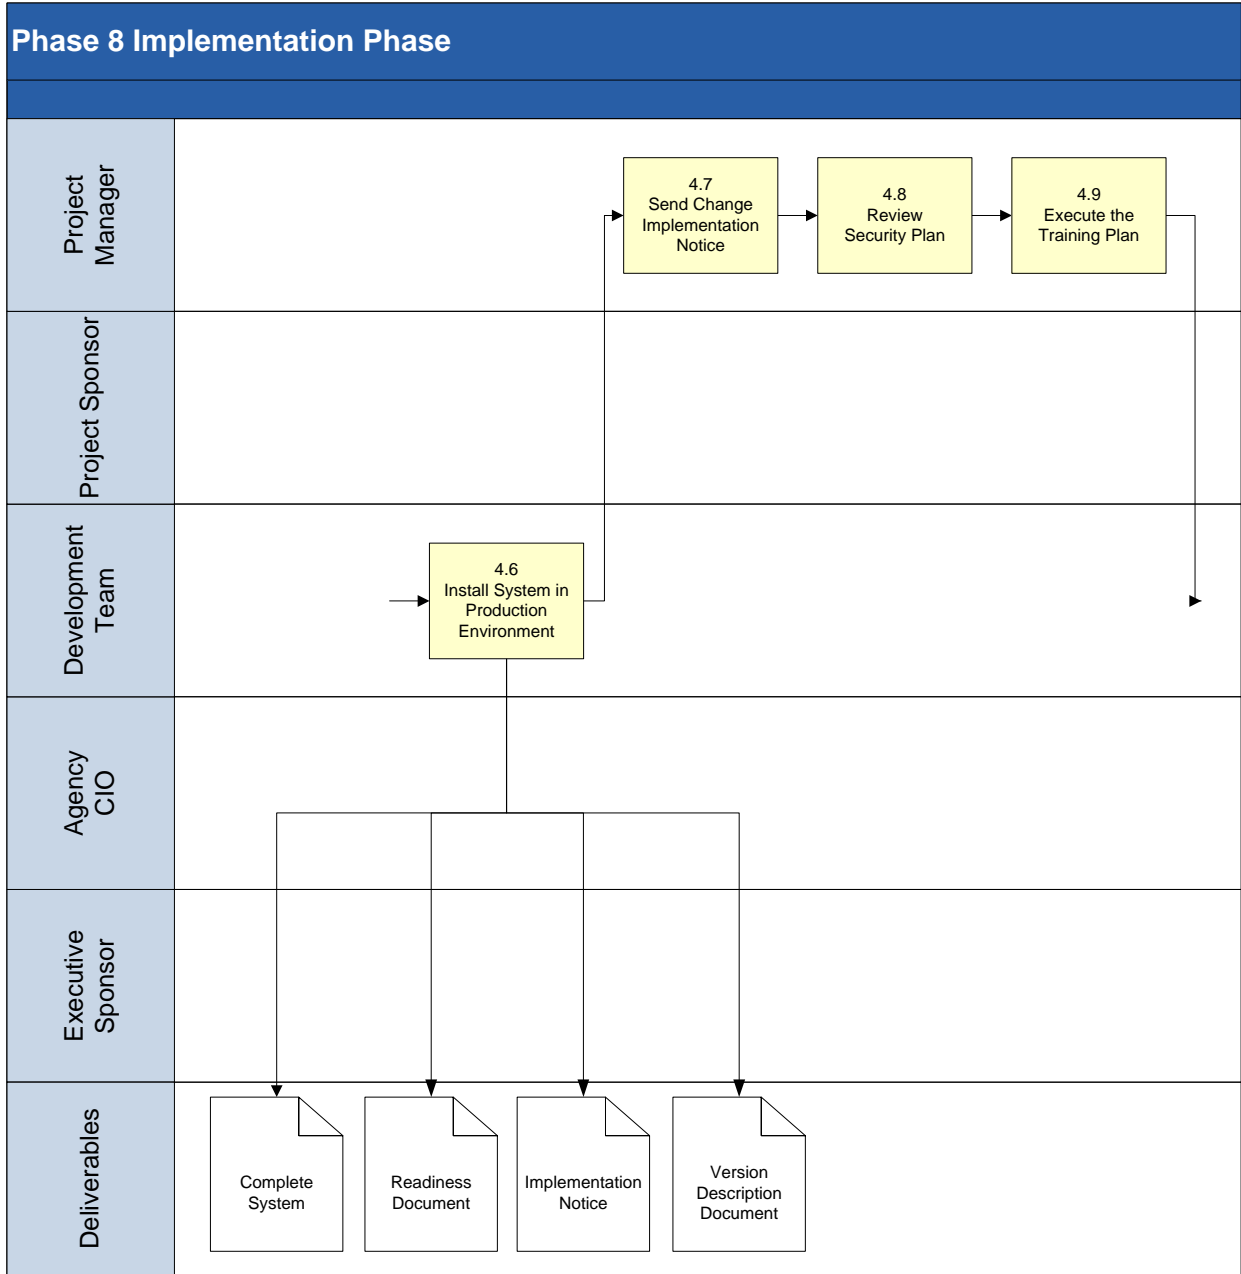 Phase 8 Implementation Phase
Project
Manager
4.7
Send Change
Implementation
Notice
4.8
Review
Security Plan
4.9
Execute the
Training Plan
Project Sponsor
Development
Team
4.6
Install System in
Production
Environment
Agency
CIO
Executive
Sponsor
Deliverables
Complete
System
Readiness
Document
Implementation
Notice
Version
Description
Document